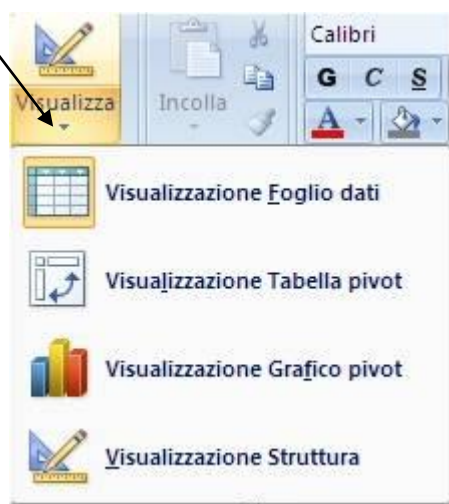 Visualizza
Incolla
Calibri
G C S
A
Visualizzazione Foglio dati
Visualizzazione Tabella pivot
Visualizzazione Grafico pivot
Visualizzazione Struttura